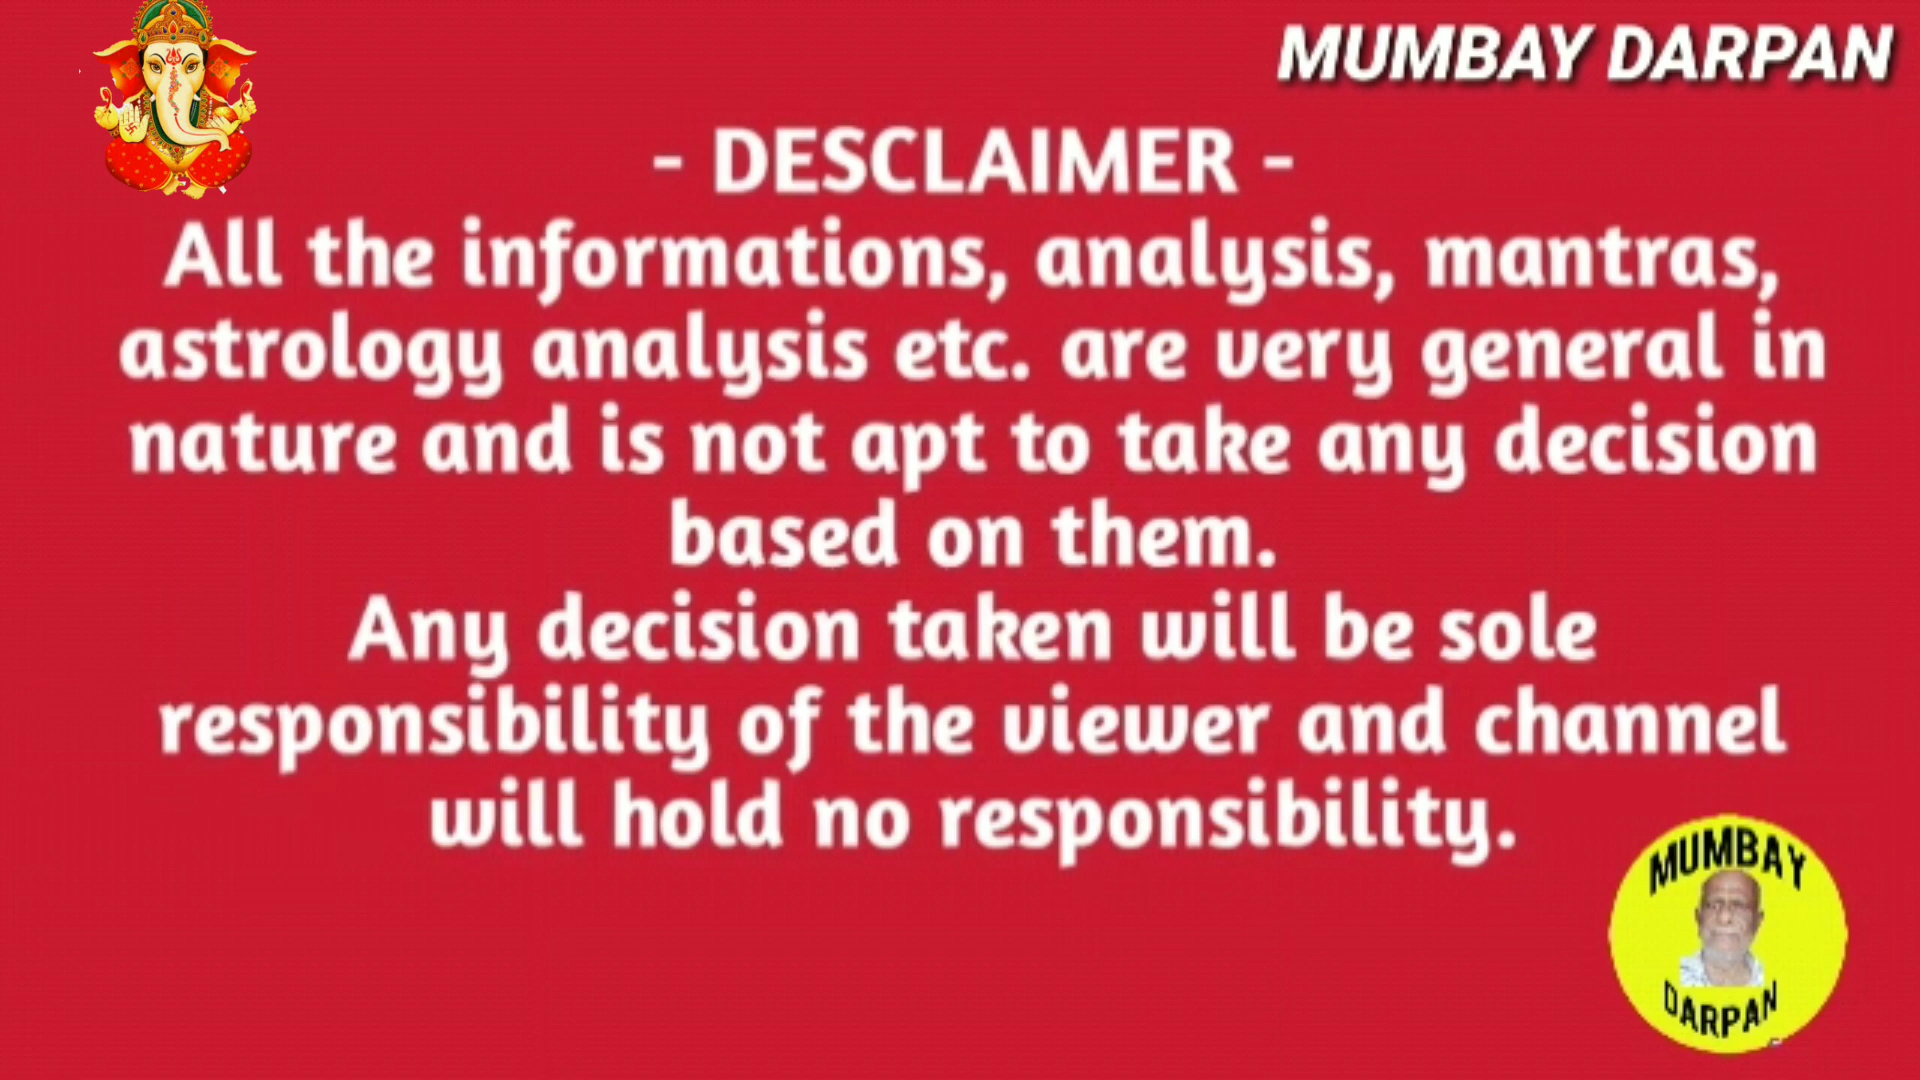 MUMBAY DARPAN
- DESCLAIMER -
All the informations, analysis, mantras,
astrology analysis etc. are very general in
nature and is not apt to take any decision
based on them.
Any decision taken will be sole
responsibility of the viewer and channel
will hold no responsibility.
MUMBAY
DARPAN